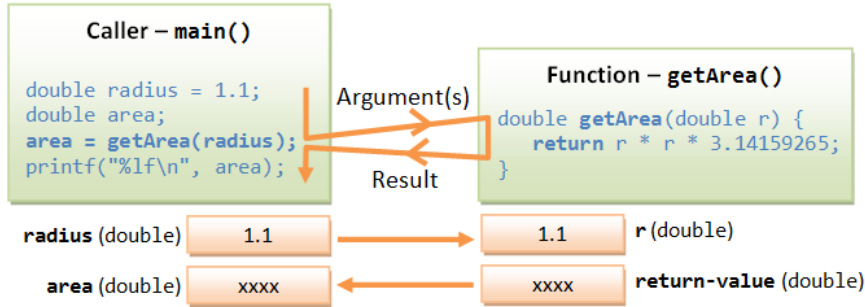 Caller – main()
double radius = 1.1;
double area;
area = getArea(radius);
printf("%lf\n", area);
Argument(s)
Result
Function – getArea()
double getArea(double r) {
return r * r * 3.14159265;
}
radius (double) 1.1 1.1 r (double)
area (double) xxxx xxxx return-value (double)